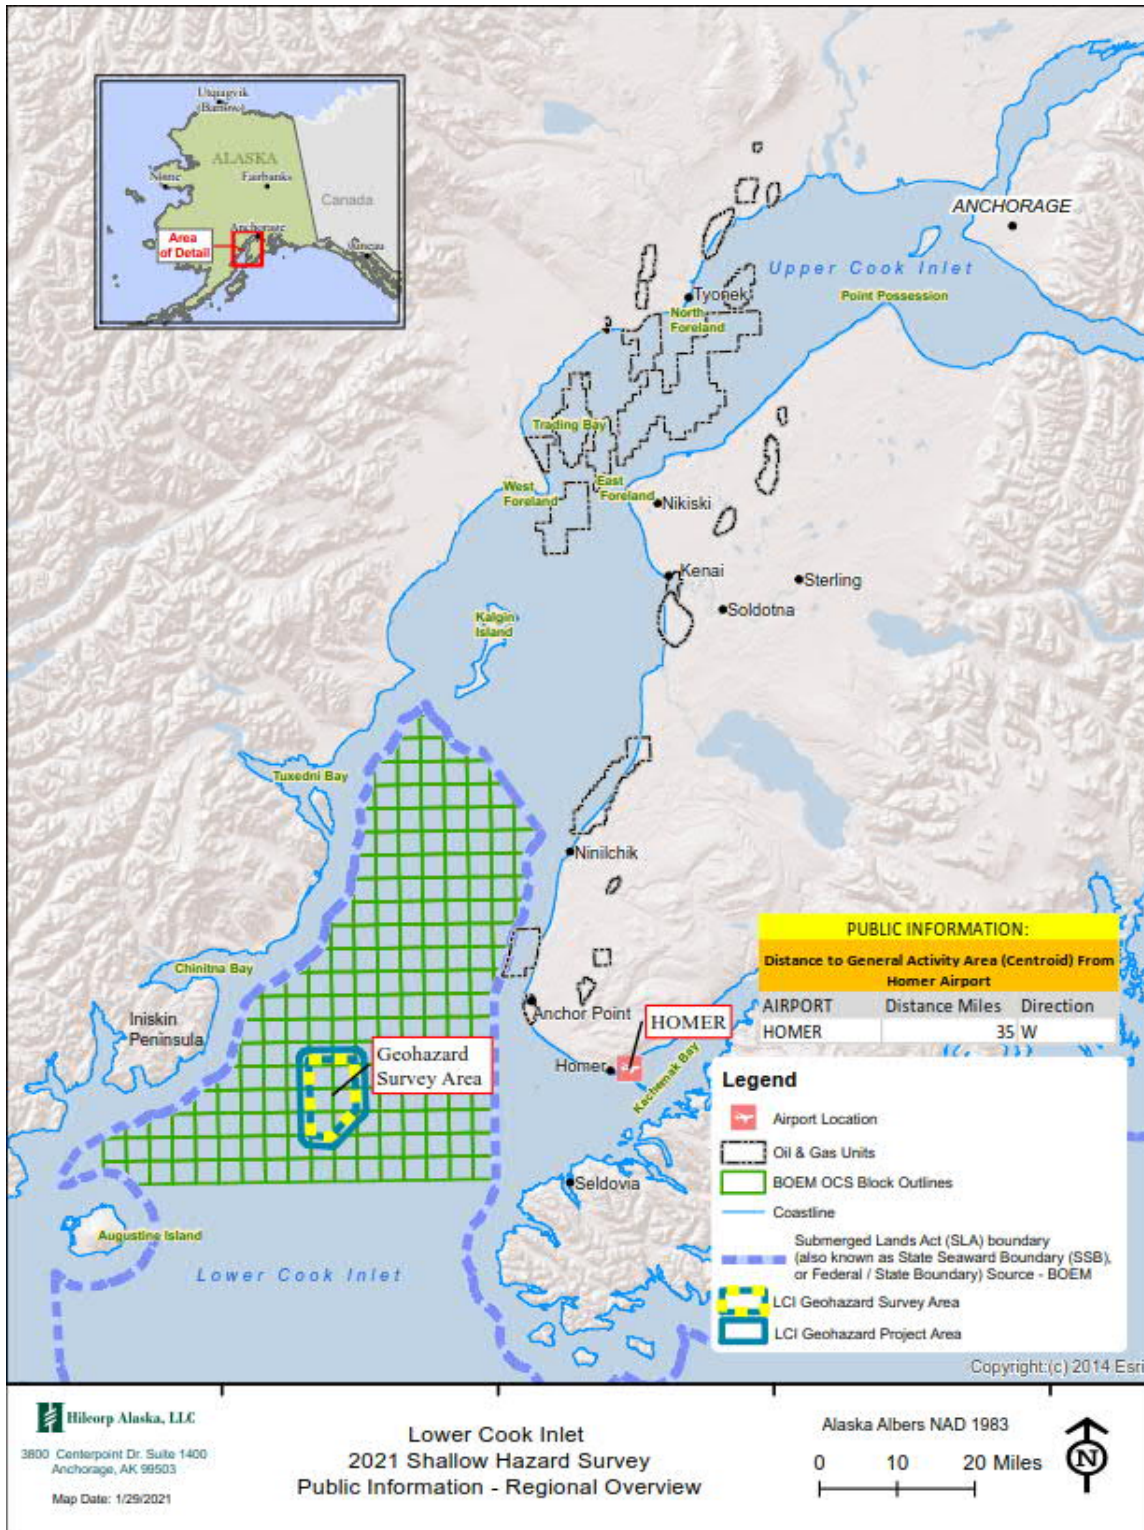 Utqiagvik
(Barrow)
ALASKA
Nome
Fairbanks
Canada
Anchorage
Juneau
Area
of Detail
ANCHORAGE
Upper Cook Inlet
Point Possession
Tyonek
North
Foreland
Trading Bay
West
Foreland
East
Foreland
Nikiski
Kenai
Sterling
Soldotna
Kalgin
Island
Tuxedni Bay
Ninilchik
Chinitna Bay
Iniskin
Peninsula
Anchor Point
HOMER
Homer
Kachemak Bay
Geohazard
Survey Area
Seldovia
Augustine Island
Lower Cook Inlet
PUBLIC INFORMATION:
Distance to General Activity Area (Centroid) From
Homer Airport
AIRPORT Distance Miles Direction
HOMER 35 W
Legend
Airport Location
Oil & Gas Units
BOEM OCS Block Outlines
Coastline
Submerged Lands Act (SLA) boundary
(also known as State Seaward Boundary (SSB),
or Federal / State Boundary) Source - BOEM
LCI Geohazard Survey Area
LCI Geohazard Project Area
Copyright:(c) 2014 Esri
Hilcorp Alaska, LLC
3800 Centerpoint Dr. Suite 1400
Anchorage, AK 99503
Map Date: 1/29/2021
Lower Cook Inlet
2021 Shallow Hazard Survey
Public Information - Regional Overview
Alaska Albers NAD 1983
0 10 20 Miles
N